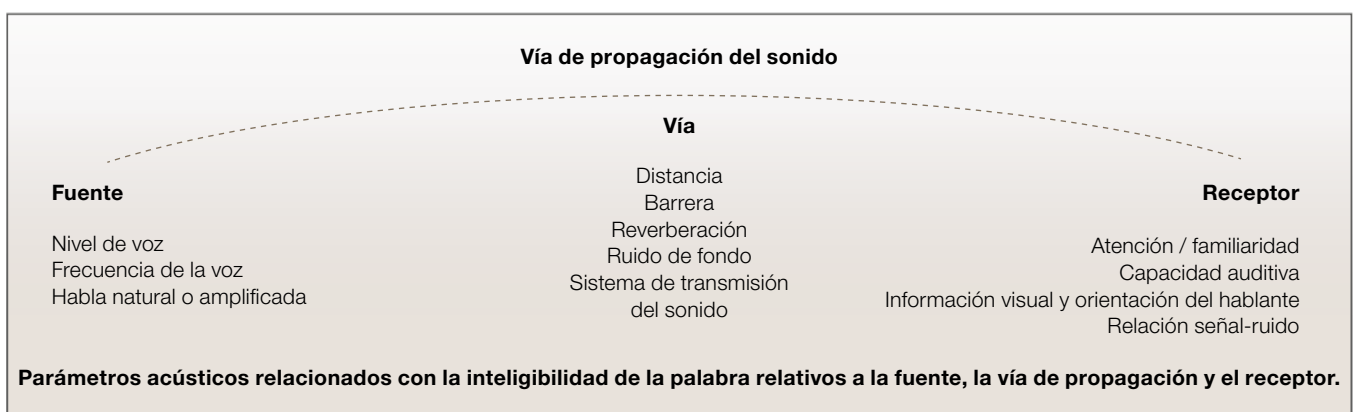 Vía de propagación del sonido
Vía
Distancia
Barrera
Reverberación
Ruido de fondo
Sistema de transmisión
del sonido
Fuente
Nivel de voz
Frecuencia de la voz
Habla natural o amplificada
Receptor
Atención / familiaridad
Capacidad auditiva
Información visual y orientación del hablante
Relación señal-ruido
Parámetros acústicos relacionados con la inteligibilidad de la palabra relativos a la fuente, la vía de propagación y el receptor.